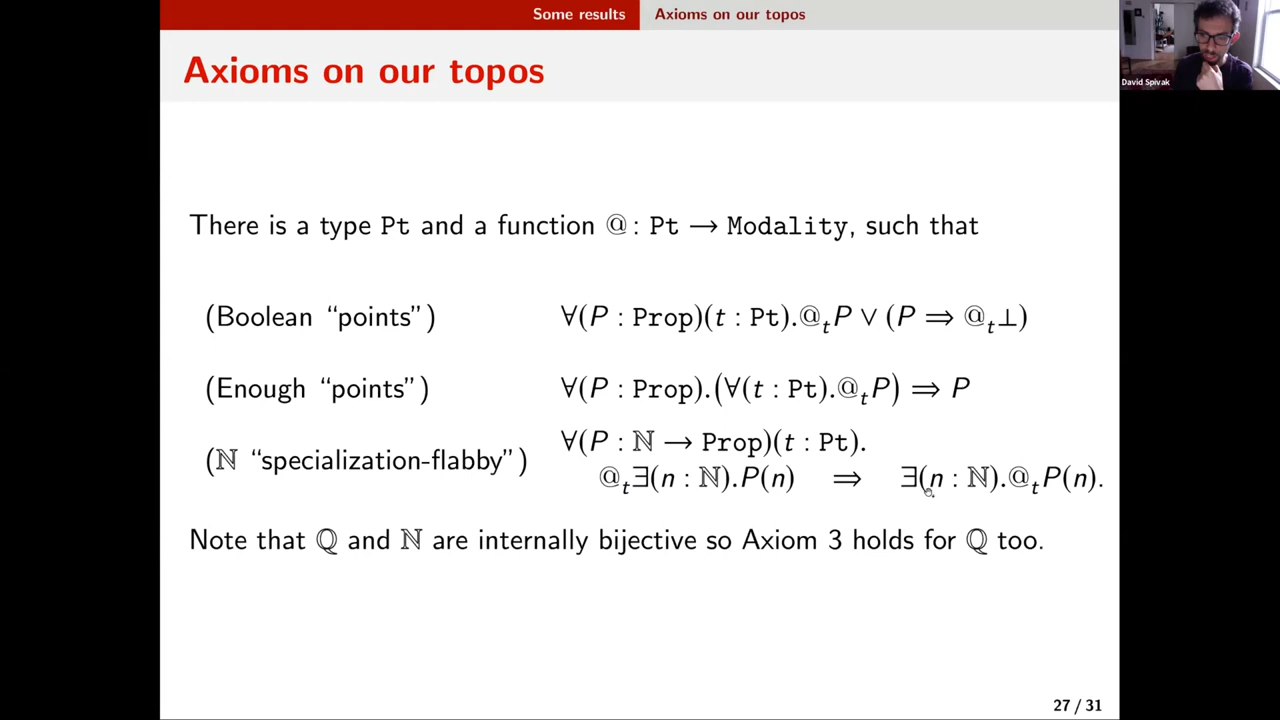 Some results Axioms on our topos
David Spivak
Axioms on our topos
There is a type Pt and a function @ : Pt → Modality, such that
(Boolean “points”) ∀(P : Prop)(t : Pt).@ₜP ∨ (P ⇒ @ₜ⊥)
(Enough “points”) ∀(P : Prop).(∀(t : Pt).@ₜP) ⇒ P
(ℕ “specialization-flabby”) ∀(P : ℕ → Prop)(t : Pt).
@ₜ∃(n : ℕ).P(n) ⇒ ∃(n : ℕ).@ₜP(n).
Note that ℚ and ℕ are internally bijective so Axiom 3 holds for ℚ too.
27 / 31